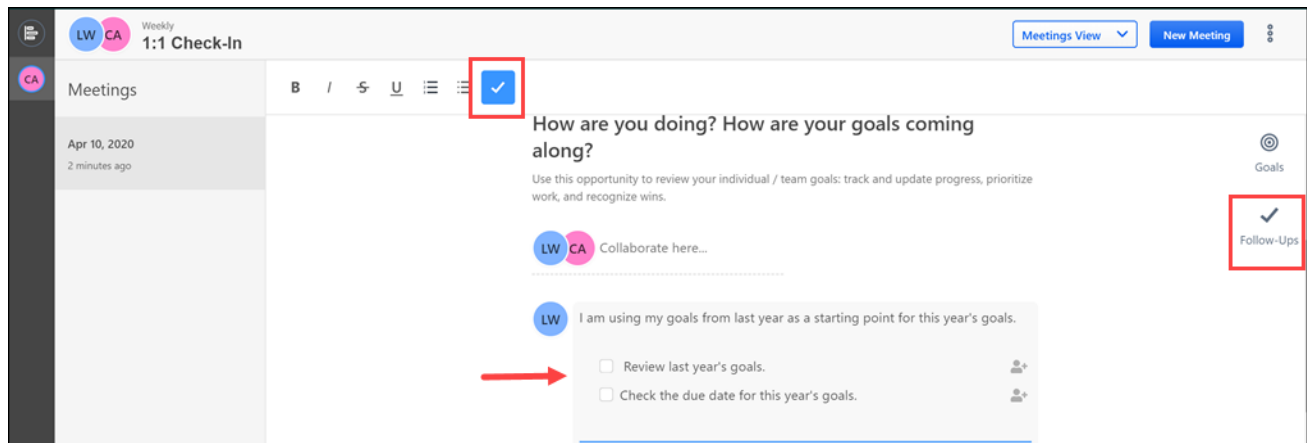 LW CA
Weekly
1:1 Check-In
Meetings View
New Meeting
CA
Meetings
B I S U
Apr 10, 2020
2 minutes ago
How are you doing? How are your goals coming
along?
Use this opportunity to review your individual / team goals: track and update progress, prioritize
work, and recognize wins.
Goals
Follow-Ups
LW CA Collaborate here...
LW I am using my goals from last year as a starting point for this year's goals.
Review last year's goals.
Check the due date for this year's goals.